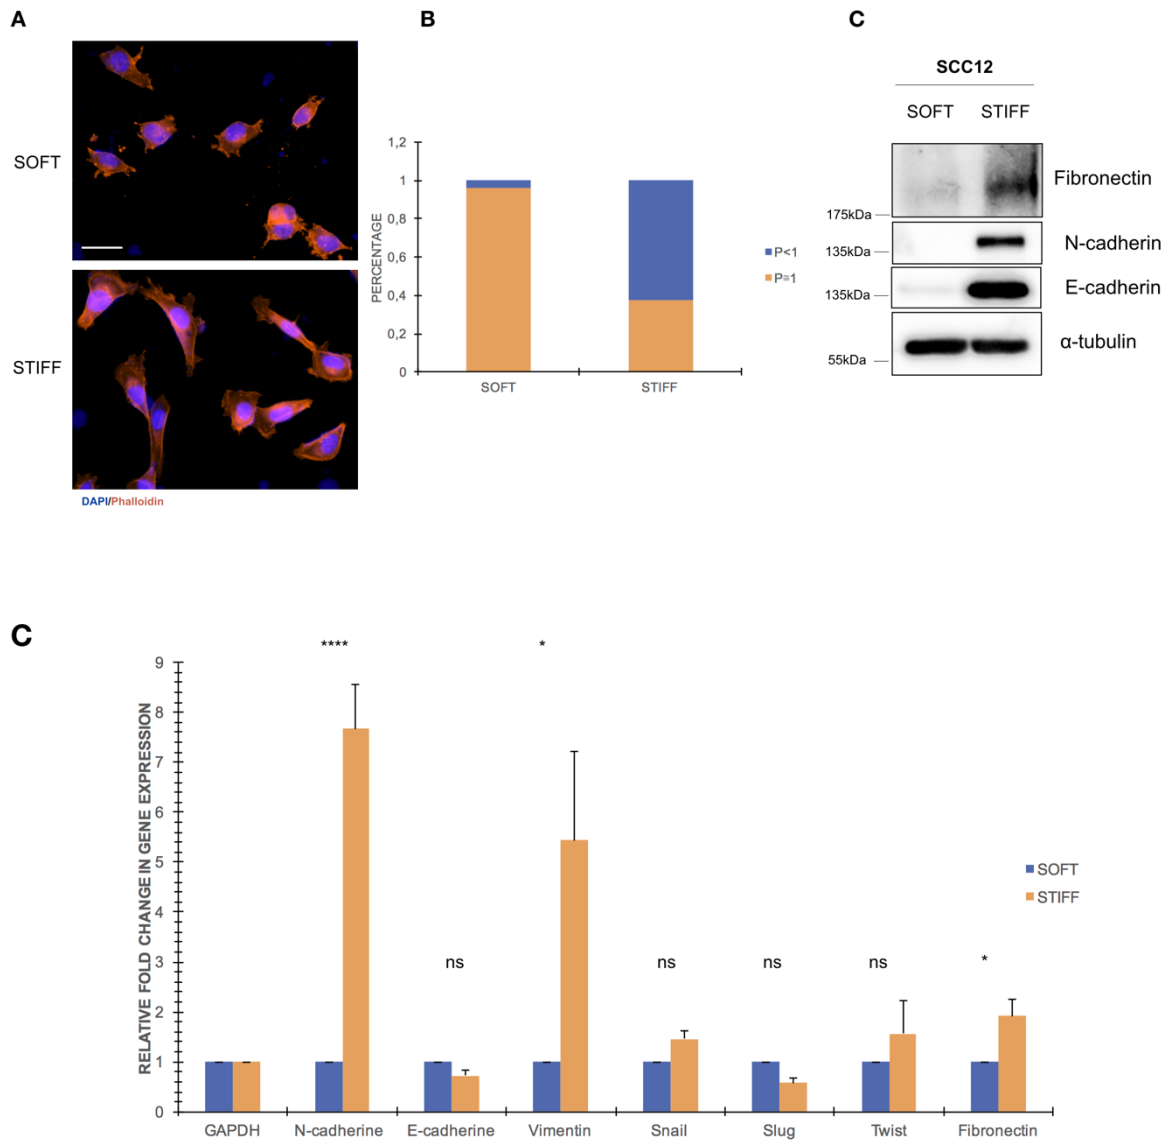 A
SOFT
STIFF
DAPI/Phalloidin
B
1,2
1
0,8
0,6
0,4
0,2
0
PERCENTAGE
SOFT
STIFF
P<1
P≅1
C
SCC12
SOFT STIFF
Fibronectin
175kDa
N-cadherin
135kDa
E-cadherin
135kDa
α-tubulin
55kDa
C
RELATIVE FOLD CHANGE IN GENE EXPRESSION
9
8
7
6
5
4
3
2
1
0
****
*
ns
ns
ns
ns
*
SOFT
STIFF
GAPDH N-cadherine E-cadherine Vimentin Snail Slug Twist Fibronectin